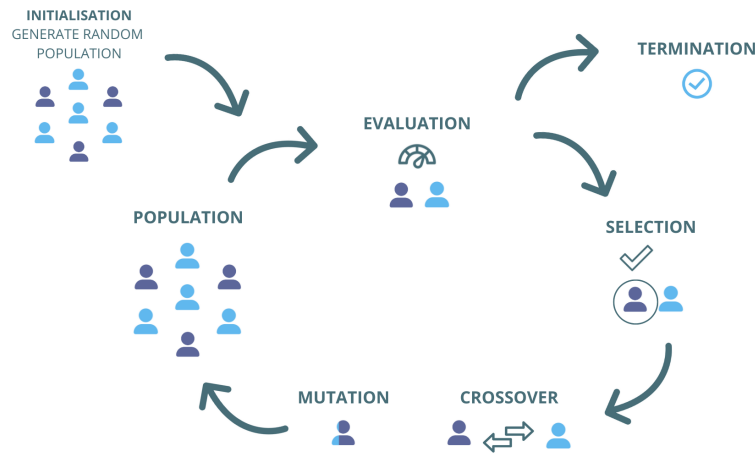 INITIALISATION
GENERATE RANDOM
POPULATION
TERMINATION
EVALUATION
POPULATION
SELECTION
MUTATION
CROSSOVER